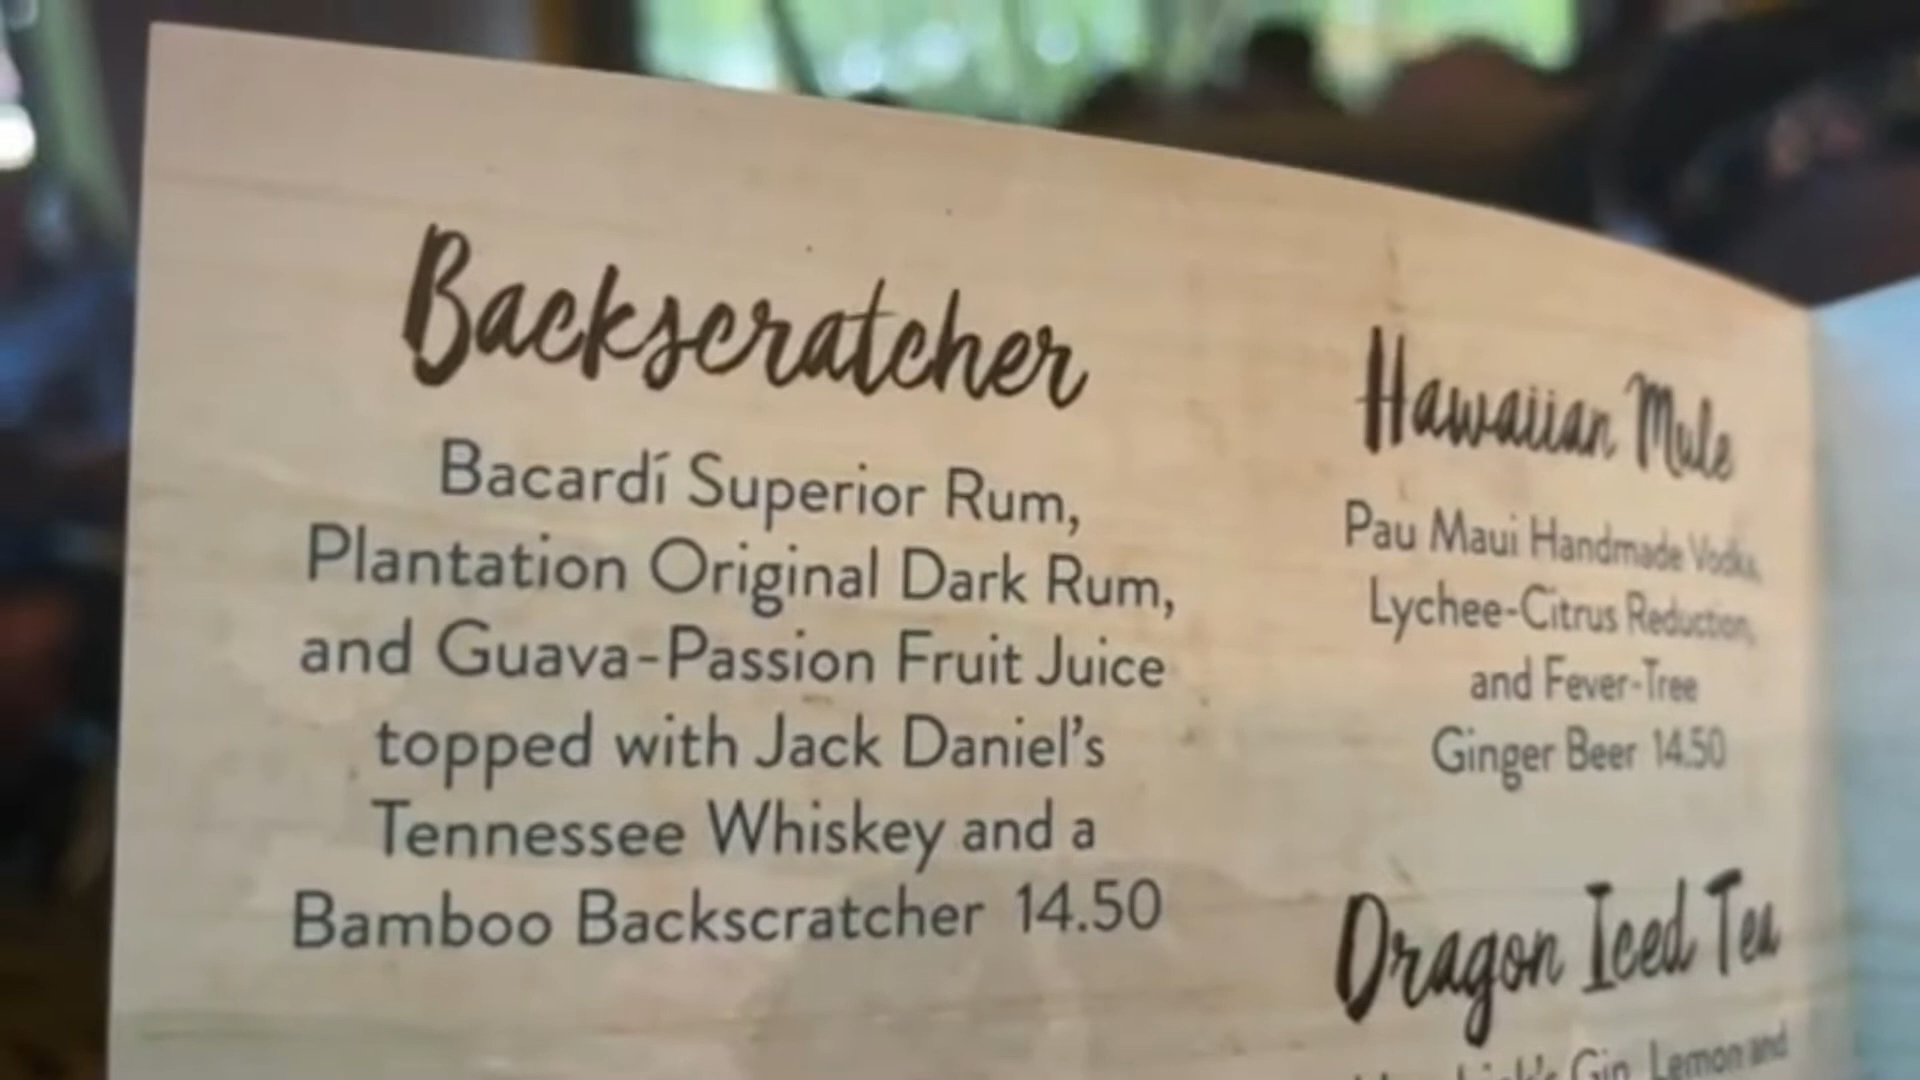 Backscratcher
Bacardí Superior Rum,
Plantation Original Dark Rum,
and Guava-Passion Fruit Juice
topped with Jack Daniel's
Tennessee Whiskey and a
Bamboo Backscratcher 14.50
Hawaiian Mule
Pau Maui Handmade Vodka,
Lychee-Citrus Reduction,
and Fever-Tree
Ginger Beer 14.50
Dragon Iced Tea
Gin, Lemon and